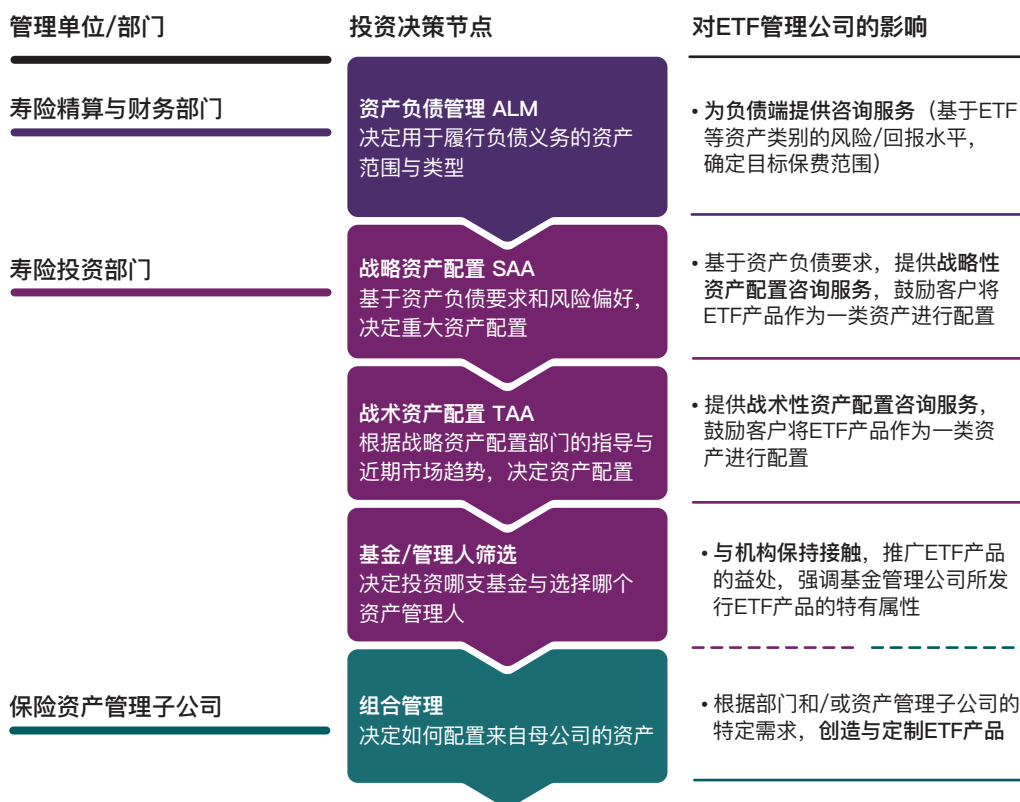 管理单位/部门
投资决策节点
对ETF管理公司的影响
寿险精算与财务部门
资产负债管理 ALM
决定用于履行负债义务的资产
范围与类型
• 为负债端提供咨询服务（基于ETF
等资产类别的风险/回报水平，
确定目标保费范围）
寿险投资部门
战略资产配置 SAA
基于资产负债要求和风险偏好，
决定重大资产配置
• 基于资产负债要求，提供战略性
资产配置咨询服务，鼓励客户将
ETF产品作为一类资产进行配置
战术资产配置 TAA
根据战略资产配置部门的指导与
近期市场趋势，决定资产配置
• 提供战术性资产配置咨询服务，
鼓励客户将ETF产品作为一类资
产进行配置
基金/管理人筛选
决定投资哪支基金与选择哪个
资产管理人
• 与机构保持接触，推广ETF产品
的益处，强调基金管理公司所发
行ETF产品的特有属性
保险资产管理子公司
组合管理
决定如何配置来自母公司的资产
• 根据部门和/或资产管理子公司的
特定需求，创造与定制ETF产品